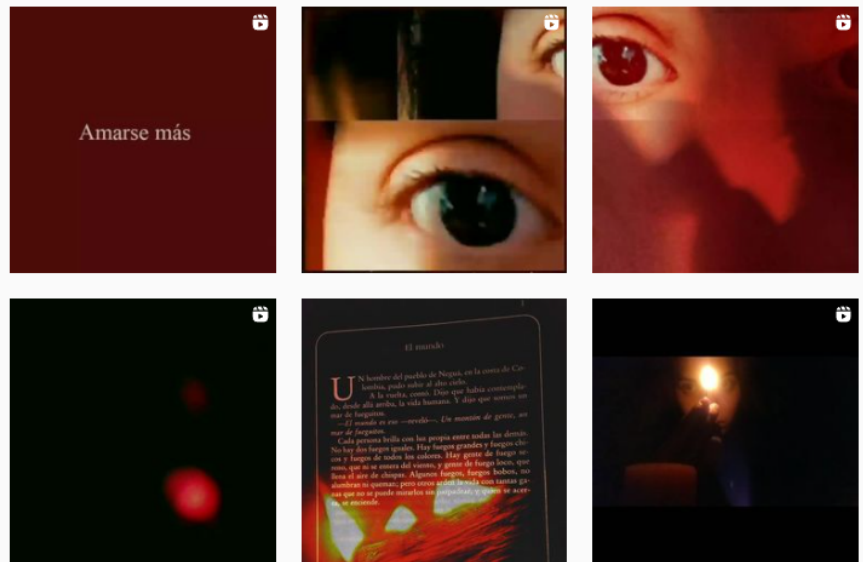 Amarse más
El mundo
UN hombre del pueblo de Neguá, en la costa de Co-
lombia, pudo subir al alto cielo.
A la vuelta, contó. Dijo que había contempla-
do, desde allá arriba, la vida humana. Y dijo que somos un
mar de fueguitos.
—El mundo es eso —reveló—. Un montón de gente, un
mar de fueguitos.
Cada persona brilla con luz propia entre todas las demás.
No hay dos fuegos iguales. Hay fuegos grandes y fuegos chi-
cos y fuegos de todos los colores. Hay gente de fuego se-
reno, que ni se entera del viento, y gente de fuego loco, que
llena el aire de chispas. Algunos fuegos, fuegos bobos, no
alumbran ni queman; pero otros arden la vida con tantas ga-
nas que no se puede mirarlos sin parpadear, y quien se acer-
ca, se enciende.